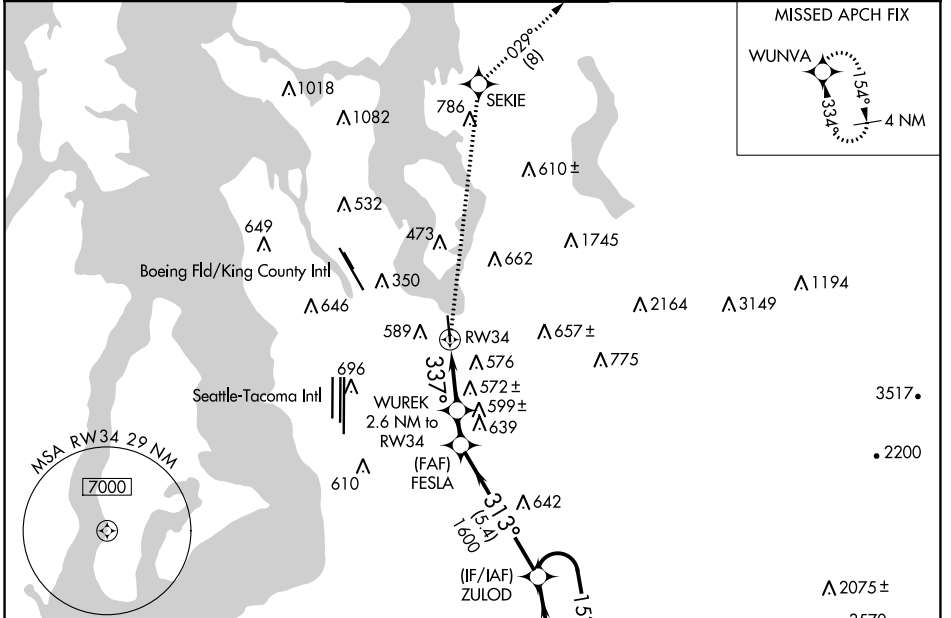 MISSED APCH FIX
WUNVA
154°
334°
4 NM
029°
(8)
SEKIE
1018
1082
786
610 ±
532
649
473
1745
662
Boeing Fld/King County Intl
350
1194
646
2164
3149
589
RW34
657 ±
576
775
337°
696
572 ±
3517
Seattle-Tacoma Intl
WUREK
599 ±
2.6 NM to
RW34
639
MSA RW34 29 NM
7000
610
(FAF)
FESLA
2200
313°
(5.4)
1600
642
(IF/IAF)
ZULOD
2075 ±